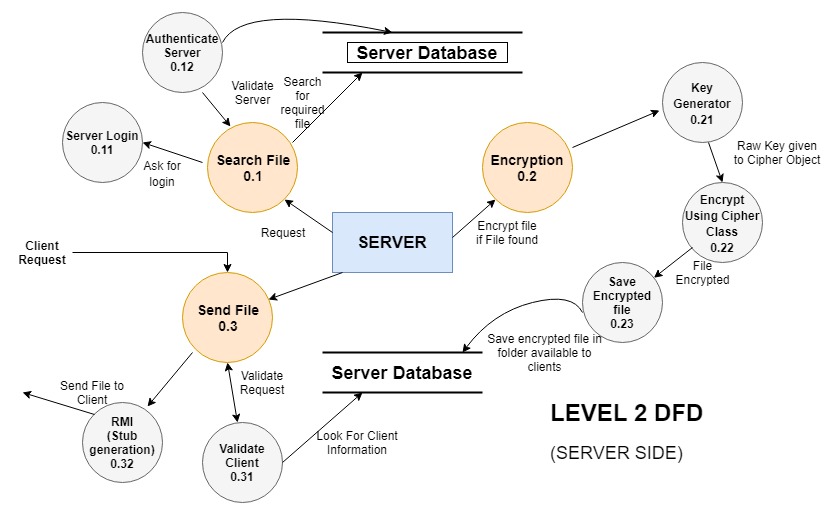 Authenticate
Server
0.12
Server Database
Validate
Server
Search
for
required
file
Key
Generator
0.21
Server Login
0.11
Ask for
login
Search File
0.1
Encryption
0.2
Raw Key given
to Cipher Object
Request
SERVER
Encrypt file
if File found
Encrypt
Using Cipher
Class
0.22
Client
Request
File
Encrypted
Send File
0.3
Save
Encrypted
file
0.23
Save encrypted file in
folder available to
clients
Server Database
Validate
Request
Send File to
Client
RMI
(Stub
generation)
0.32
Validate
Client
0.31
Look For Client
Information
LEVEL 2 DFD
(SERVER SIDE)